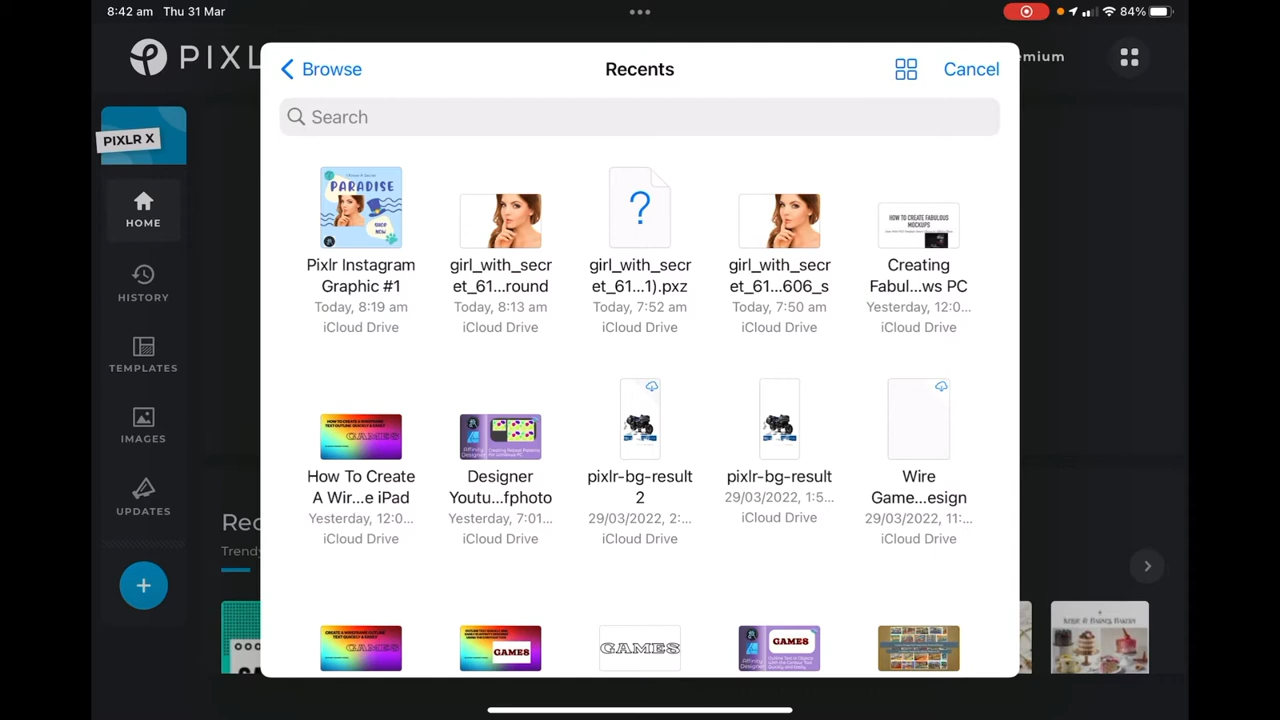 8:42 am Thu 31 Mar
84%
PIXL
emium
Browse
Recents
Cancel
Search
PIXLR X
HOME
HISTORY
TEMPLATES
IMAGES
UPDATES
PARADISE
SHOP
NOW
?
HOW TO CREATE FABULOUS
MOCKUPS
Pixlr Instagram
Graphic #1
Today, 8:19 am
iCloud Drive
girl_with_secr
et_61...round
Today, 8:13 am
iCloud Drive
girl_with_secr
et_61...1).pxz
Today, 7:52 am
iCloud Drive
girl_with_secr
et_61...606_s
Today, 7:50 am
iCloud Drive
Creating
Fabul...ws PC
Yesterday, 12:0...
iCloud Drive
GAMES
How To Create
A Wir...e iPad
Yesterday, 12:0...
iCloud Drive
Designer
Youtu...fphoto
Yesterday, 7:01...
iCloud Drive
pixlr-bg-result
2
29/03/2022, 2:...
iCloud Drive
pixlr-bg-result
29/03/2022, 1:5...
iCloud Drive
Wire
Game...esign
29/03/2022, 11:...
iCloud Drive
Rec
Trendy
GAMES
GAMES
GAMES
GAMES